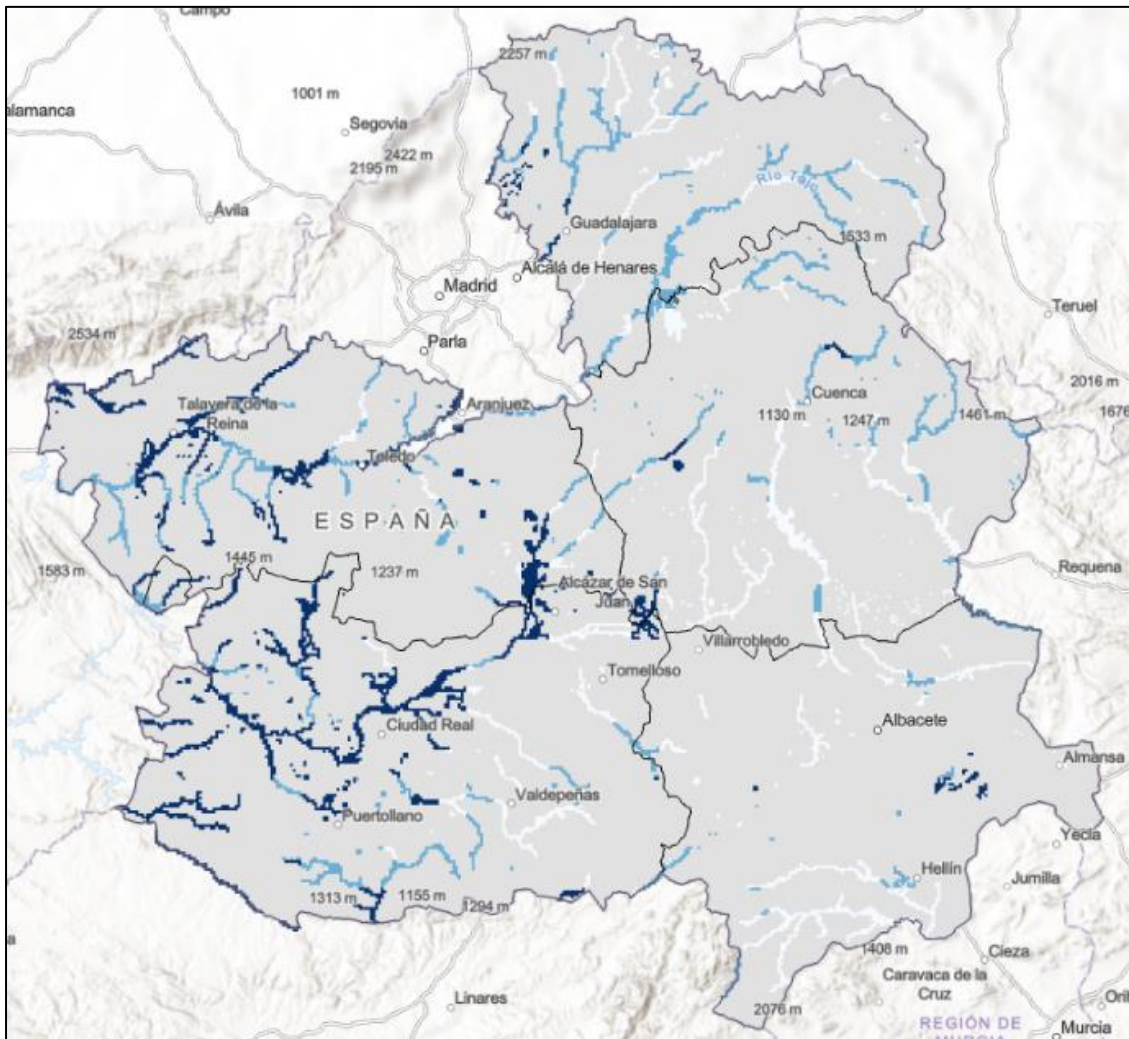 Campo
2257 m
1001 m
alamanca
Segovia
2422 m
2195 m
Ávila
Río Tajo
Guadalajara
1533 m
Alcalá de Henares
Madrid
Teruel
2534 m
Parla
2016 m
Talavera de la
Reina
Aranjuez
Cuenca
1130 m
1247 m
1461 m
1676
Toledo
ESPAÑA
1445 m
1583 m
1237 m
Requena
Alcázar de San
Juan
Villarrobledo
Tomelloso
Ciudad Real
Albacete
Almansa
Valdepeñas
Puertollano
Yecla
Hellín
Jumilla
1313 m
1155 m
1294 m
1408 m
Cieza
Caravaca de la
Cruz
Linares
2076 m
REGIÓN DE
MURCIA
Ori
Murcia